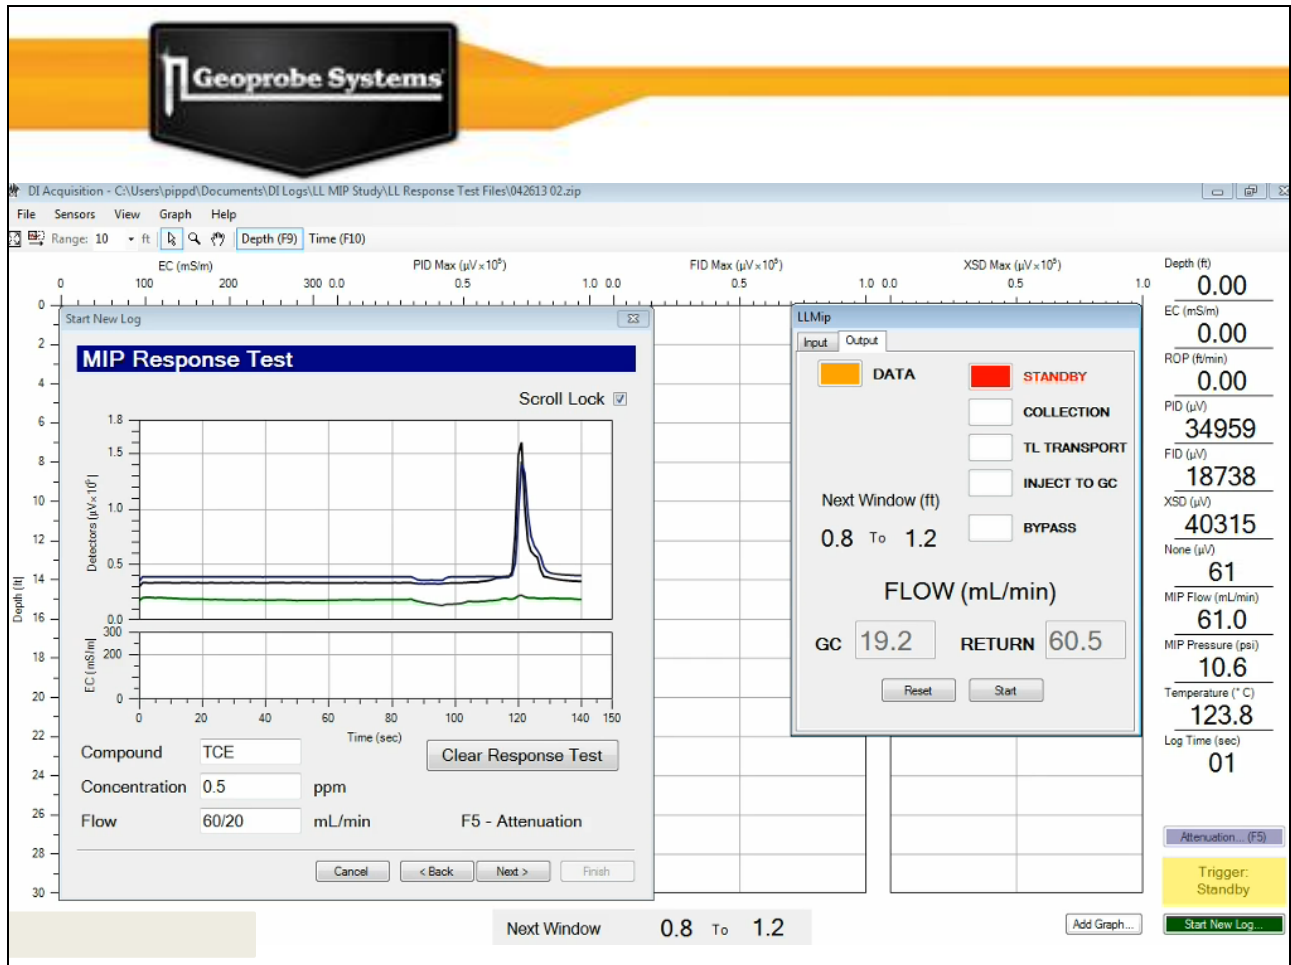 Geoprobe Systems
DI Acquisition - C:\Users\pippd\Documents\DI Logs\LL MIP Study\LL Response Test Files\042613 02.zip
File Sensors View Graph Help
Range: 10 ft Depth (F9) Time (F10)
EC (mS/m)
0 100 200 300
PID Max (µV×10⁶)
0.0 0.5 1.0
FID Max (µV×10⁶)
0.0 0.5 1.0
XSD Max (µV×10⁶)
0.0 0.5 1.0
Depth (ft)
0
2
4
6
8
10
12
14
16
18
20
22
24
26
28
30
Start New Log
MIP Response Test
Scroll Lock
Detectors (µV×10⁵)
1.8
1.5
1.0
0.5
0.0
EC (mS/m)
300
200
0
0 20 40 60 80 100 120 140 150
Time (sec)
Compound TCE
Clear Response Test
Concentration 0.5 ppm
Flow 60/20 mL/min
F5 - Attenuation
Cancel < Back Next > Finish
LLMip
Input Output
DATA
STANDBY
COLLECTION
TL TRANSPORT
INJECT TO GC
BYPASS
Next Window (ft)
0.8 To 1.2
FLOW (mL/min)
GC 19.2 RETURN 60.5
Reset Start
Depth (ft)
0.00
EC (mS/m)
0.00
ROP (ft/min)
0.00
PID (µV)
34959
FID (µV)
18738
XSD (µV)
40315
None (µV)
61
MIP Flow (mL/min)
61.0
MIP Pressure (psi)
10.6
Temperature (° C)
123.8
Log Time (sec)
01
Attenuation... (F5)
Trigger:
Standby
Next Window 0.8 To 1.2
Add Graph...
Start New Log...